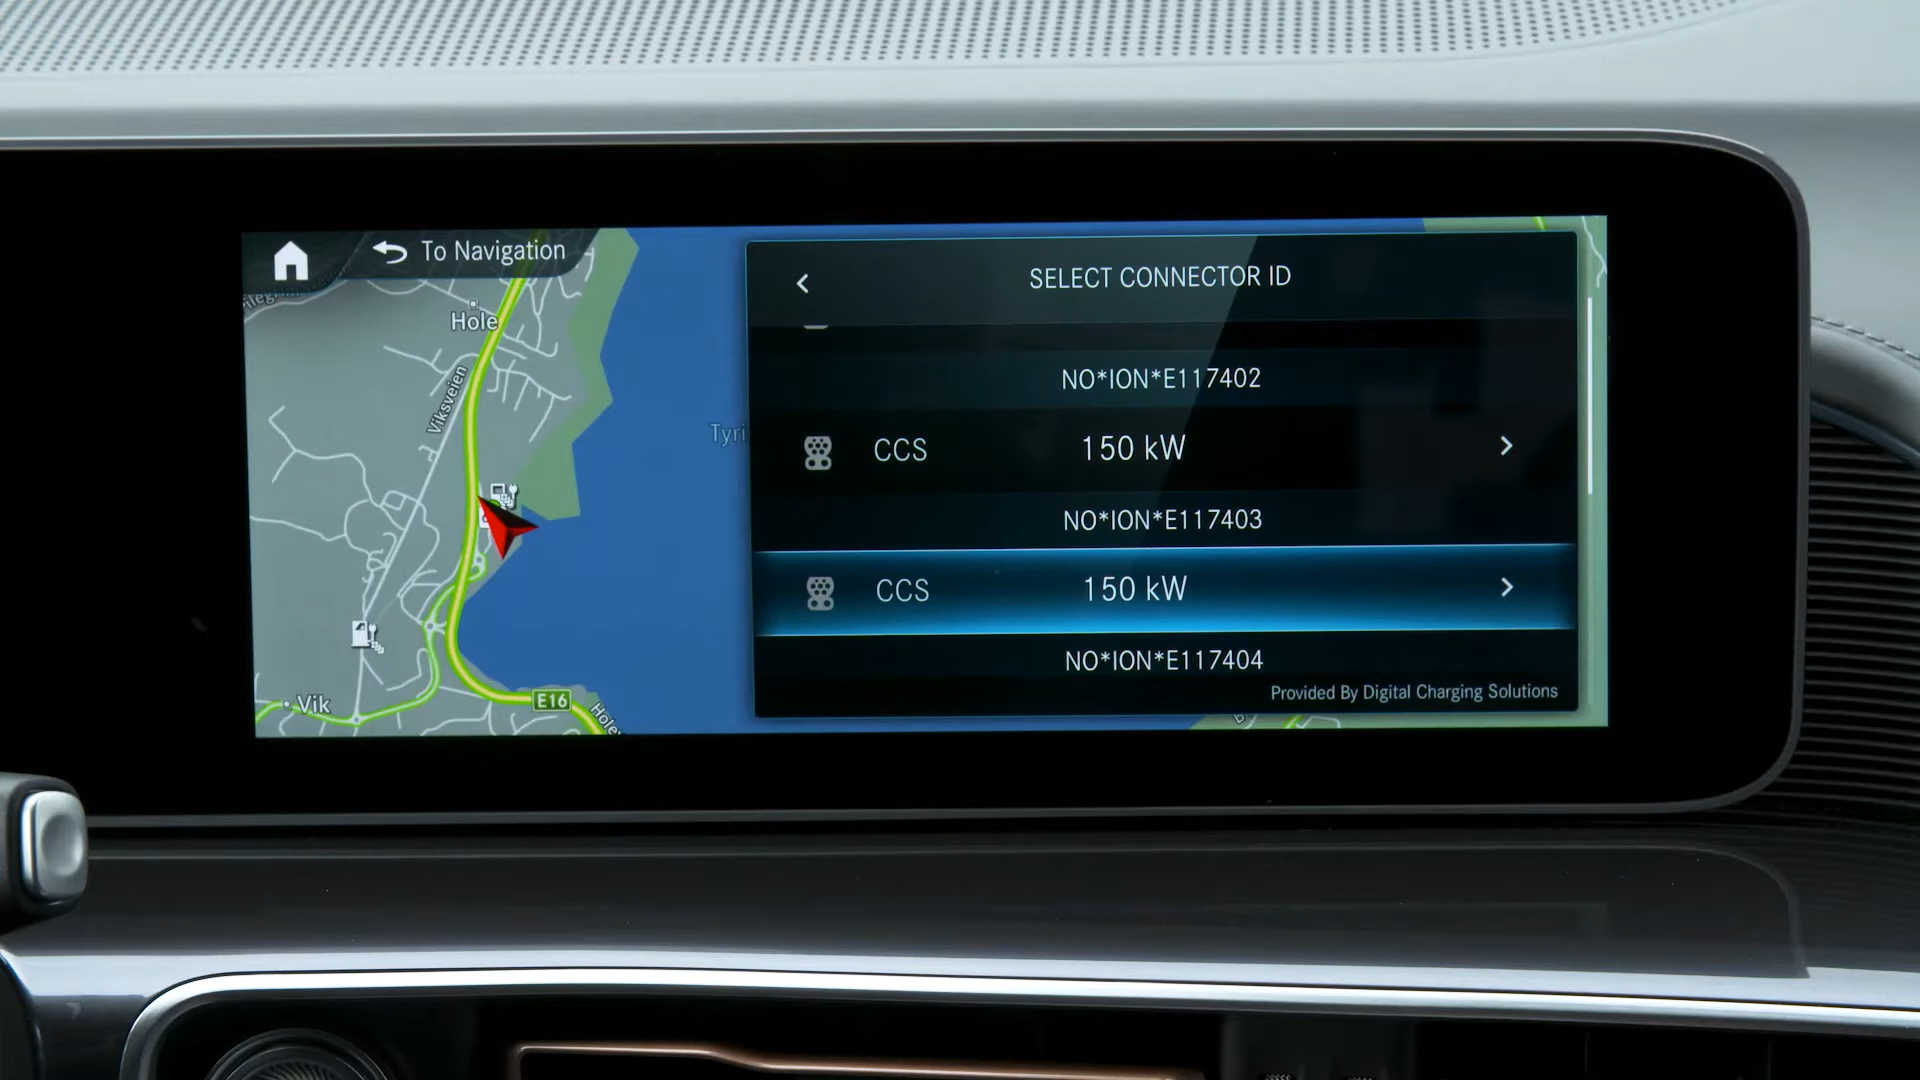 To Navigation
Hole
Viksveien
Tyri
Vik
E16
SELECT CONNECTOR ID
NO*ION*E117402
CCS 150 kW
NO*ION*E117403
CCS 150 kW
NO*ION*E117404
Provided By Digital Charging Solutions